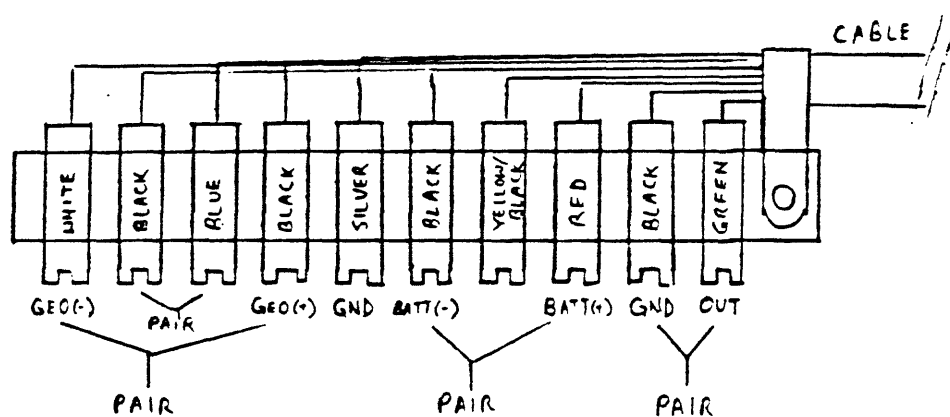 CABLE
WHITE
BLACK
BLUE
BLACK
SILVER
BLACK
YELLOW/
BLACK
RED
BLACK
GREEN
GEO(-)
PAIR
GEO(+)
GND
BATT(-)
BATT(+)
GND
OUT
PAIR
PAIR
PAIR